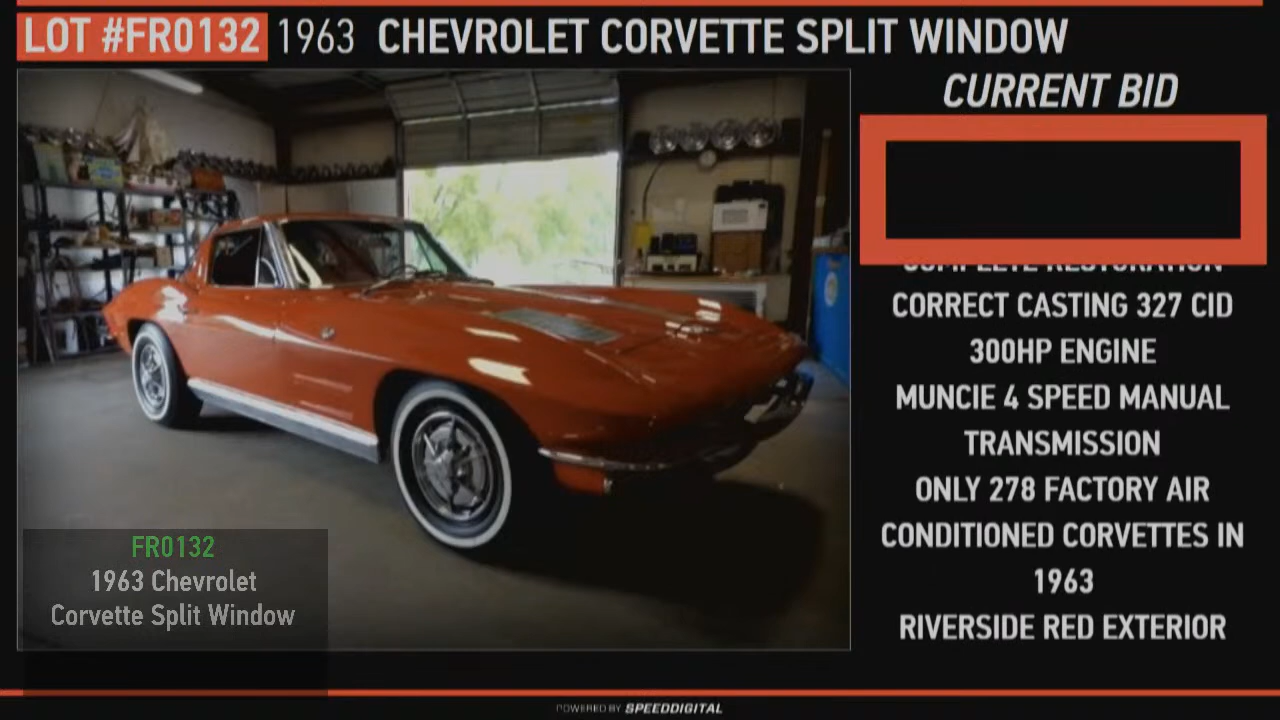 LOT #FR0132 1963 CHEVROLET CORVETTE SPLIT WINDOW
CURRENT BID
COMPLETE RESTORATION
CORRECT CASTING 327 CID
300HP ENGINE
MUNCIE 4 SPEED MANUAL
TRANSMISSION
ONLY 278 FACTORY AIR
CONDITIONED CORVETTES IN
1963
RIVERSIDE RED EXTERIOR
FR0132
1963 Chevrolet
Corvette Split Window
POWERED BY SPEEDDIGITAL